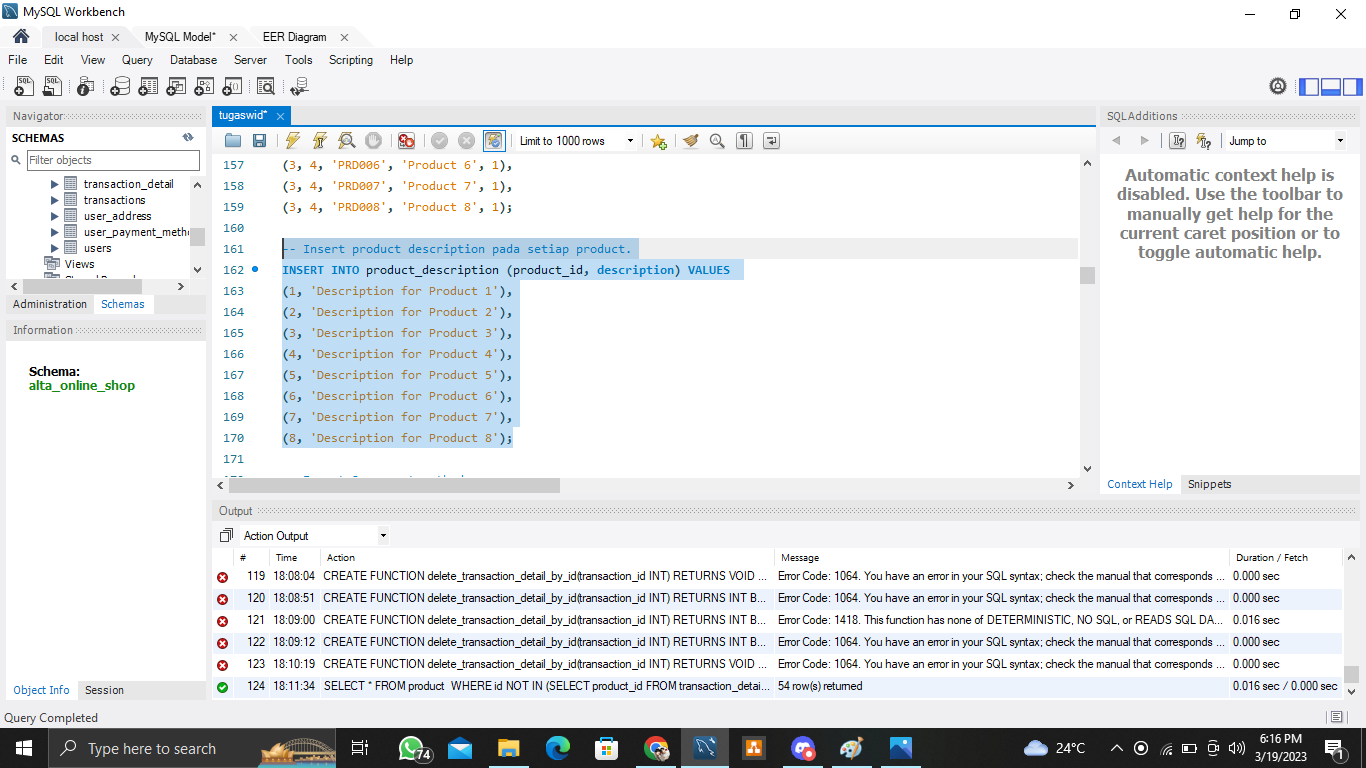 MySQL Workbench
local host
MySQL Model*
EER Diagram
File Edit View Query Database Server Tools Scripting Help
Navigator
SCHEMAS
Filter objects
transaction_detail
transactions
user_address
user_payment_meth
users
Views
Administration Schemas
Information
Schema:
alta_online_shop
Object Info Session
tugaswid*
Limit to 1000 rows
157 (3, 4, 'PRD006', 'Product 6', 1),
158 (3, 4, 'PRD007', 'Product 7', 1),
159 (3, 4, 'PRD008', 'Product 8', 1);
160
161 -- Insert product description pada setiap product.
162 INSERT INTO product_description (product_id, description) VALUES
163 (1, 'Description for Product 1'),
164 (2, 'Description for Product 2'),
165 (3, 'Description for Product 3'),
166 (4, 'Description for Product 4'),
167 (5, 'Description for Product 5'),
168 (6, 'Description for Product 6'),
169 (7, 'Description for Product 7'),
170 (8, 'Description for Product 8');
171
SQLAdditions
Jump to
Automatic context help is
disabled. Use the toolbar to
manually get help for the
current caret position or to
toggle automatic help.
Context Help Snippets
Output
Action Output
# Time Action Message Duration / Fetch
119 18:08:04 CREATE FUNCTION delete_transaction_detail_by_id(transaction_id INT) RETURNS VOID ... Error Code: 1064. You have an error in your SQL syntax; check the manual that corresponds ... 0.000 sec
120 18:08:51 CREATE FUNCTION delete_transaction_detail_by_id(transaction_id INT) RETURNS INT B... Error Code: 1064. You have an error in your SQL syntax; check the manual that corresponds ... 0.000 sec
121 18:09:00 CREATE FUNCTION delete_transaction_detail_by_id(transaction_id INT) RETURNS INT B... Error Code: 1418. This function has none of DETERMINISTIC, NO SQL, or READS SQL DA... 0.016 sec
122 18:09:12 CREATE FUNCTION delete_transaction_detail_by_id(transaction_id INT) RETURNS INT B... Error Code: 1064. You have an error in your SQL syntax; check the manual that corresponds ... 0.000 sec
123 18:10:19 CREATE FUNCTION delete_transaction_detail_by_id(transaction_id INT) RETURNS VOID ... Error Code: 1064. You have an error in your SQL syntax; check the manual that corresponds ... 0.000 sec
124 18:11:34 SELECT * FROM product WHERE id NOT IN (SELECT product_id FROM transaction_detai... 54 row(s) returned 0.016 sec / 0.000 sec
Query Completed
Type here to search
74
24°C
6:16 PM
3/19/2023
1